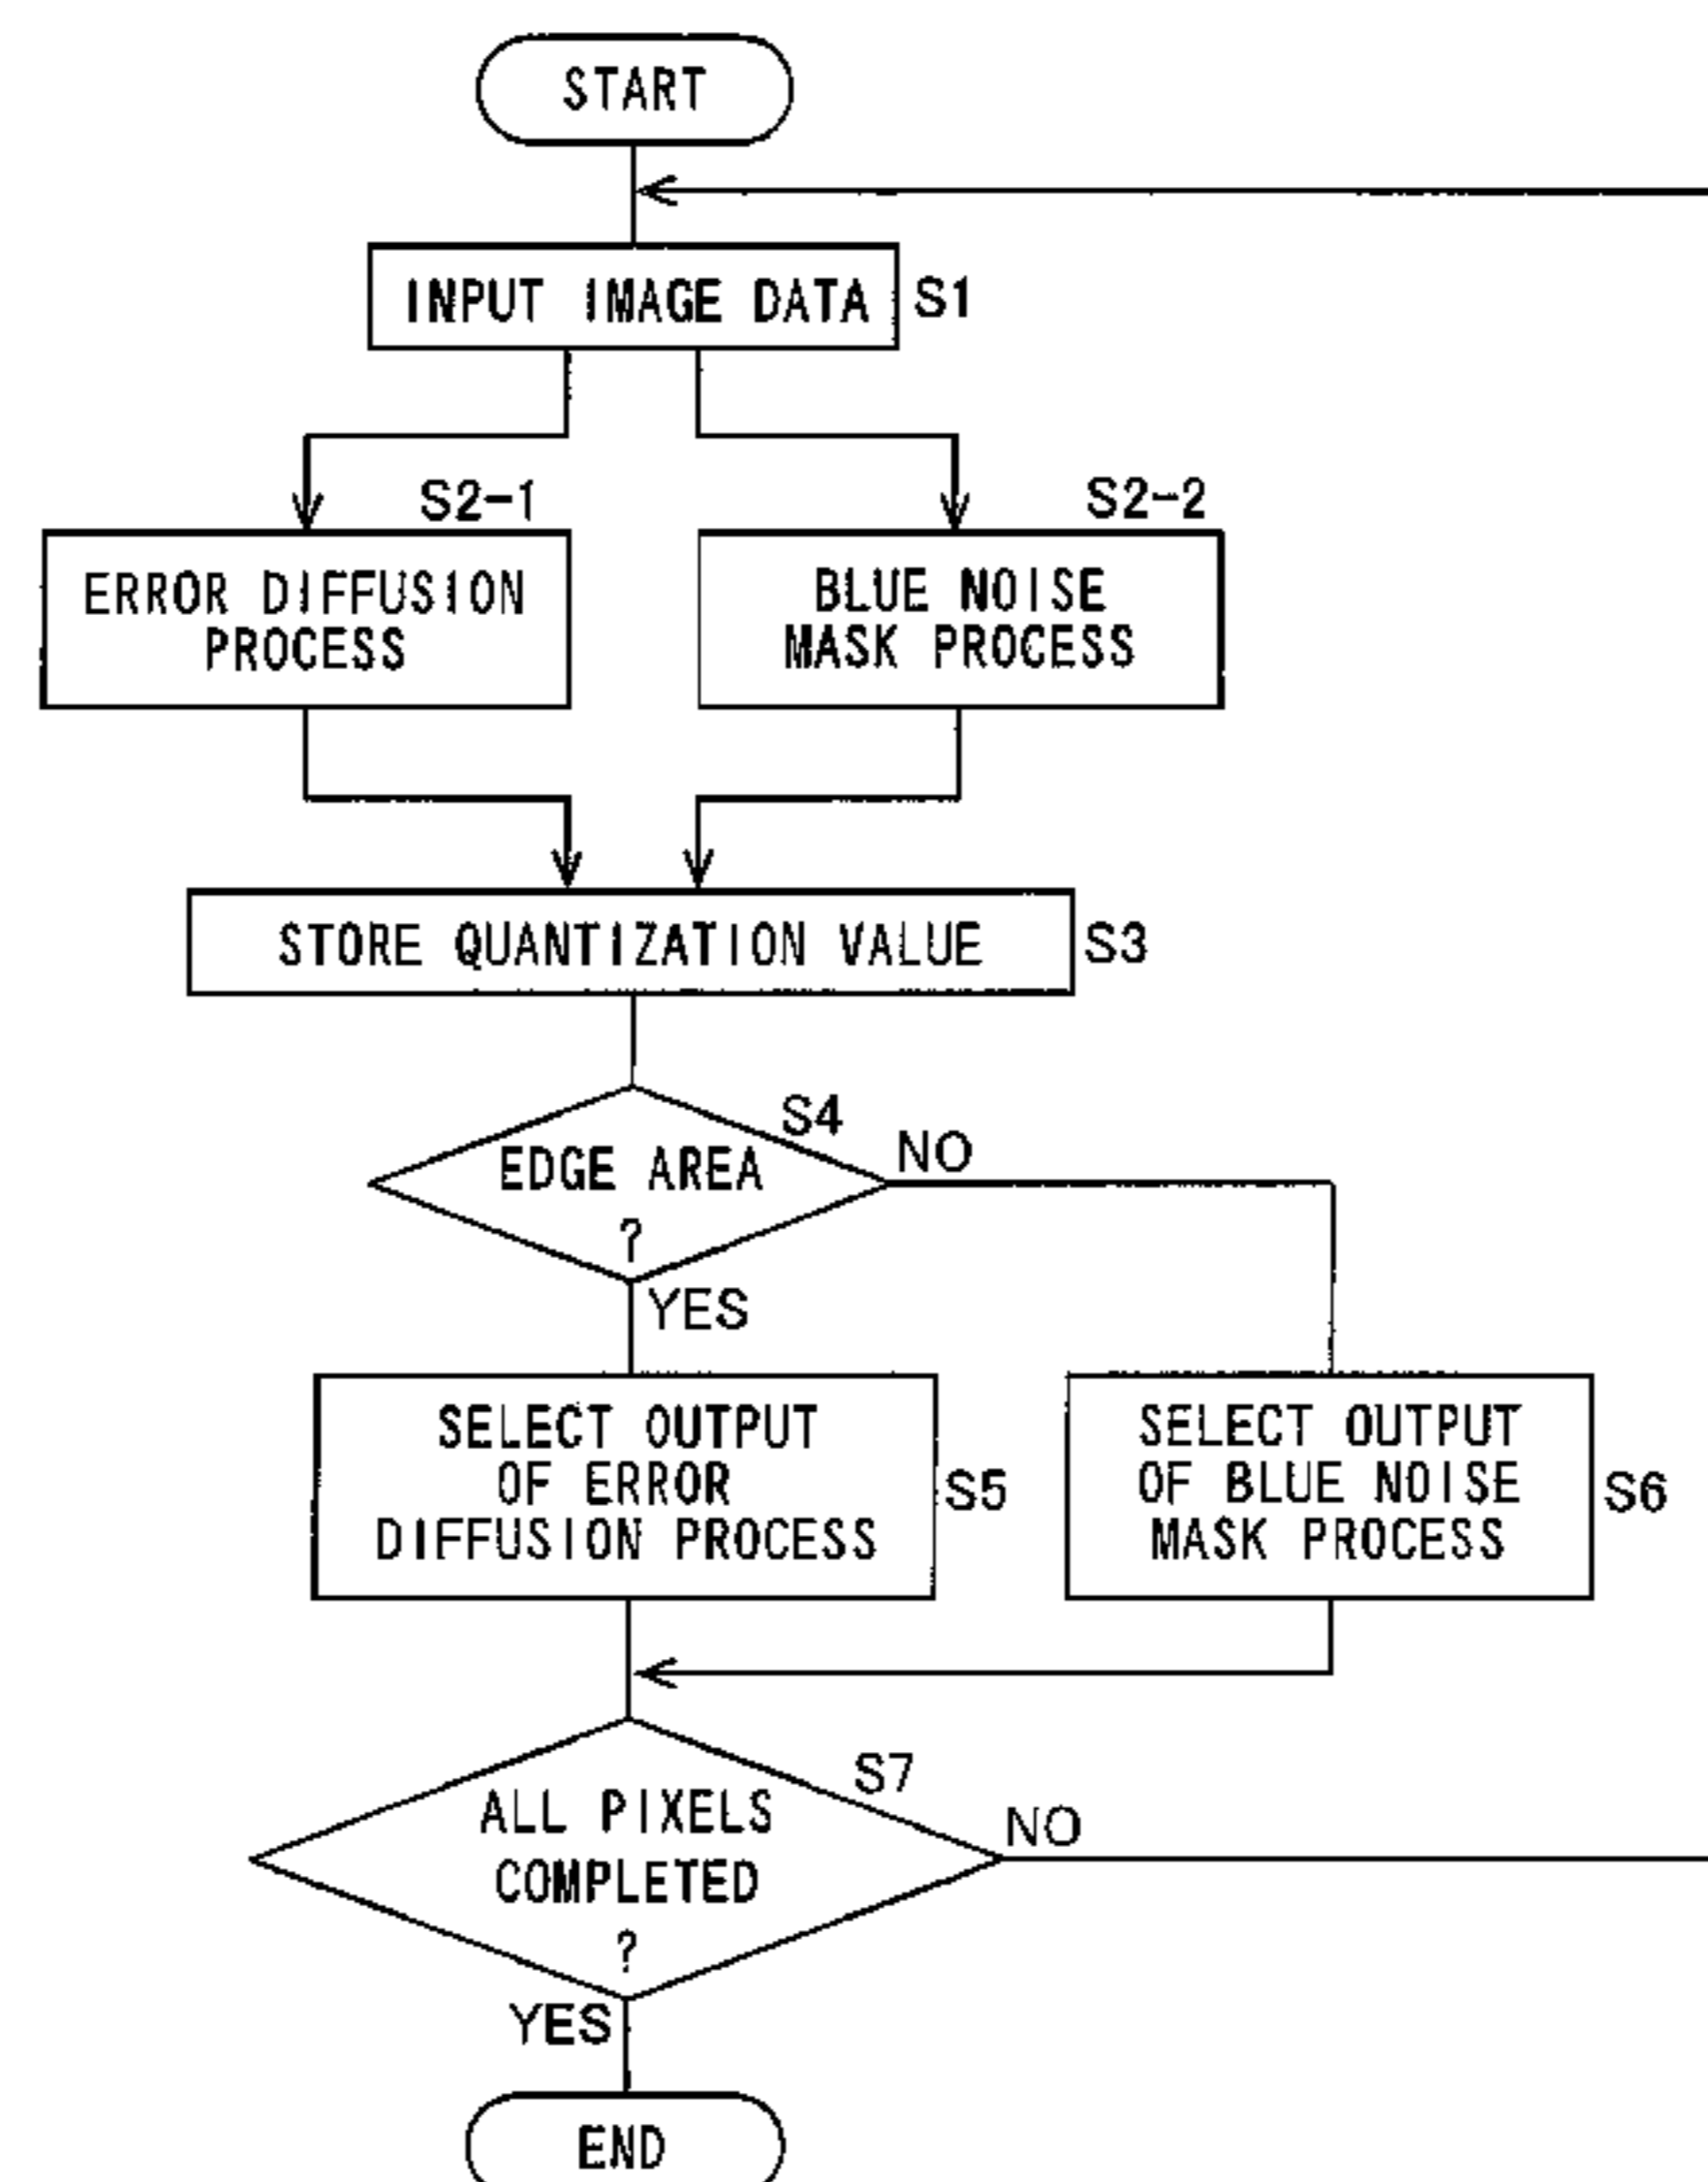 START
INPUT IMAGE DATA
S1
S2-1
S2-2
ERROR DIFFUSION
PROCESS
BLUE NOISE
MASK PROCESS
STORE QUANTIZATION VALUE
S3
S4
EDGE AREA
?
NO
YES
SELECT OUTPUT
OF ERROR
DIFFUSION PROCESS
S5
SELECT OUTPUT
OF BLUE NOISE
MASK PROCESS
S6
S7
ALL PIXELS
COMPLETED
?
NO
YES
END